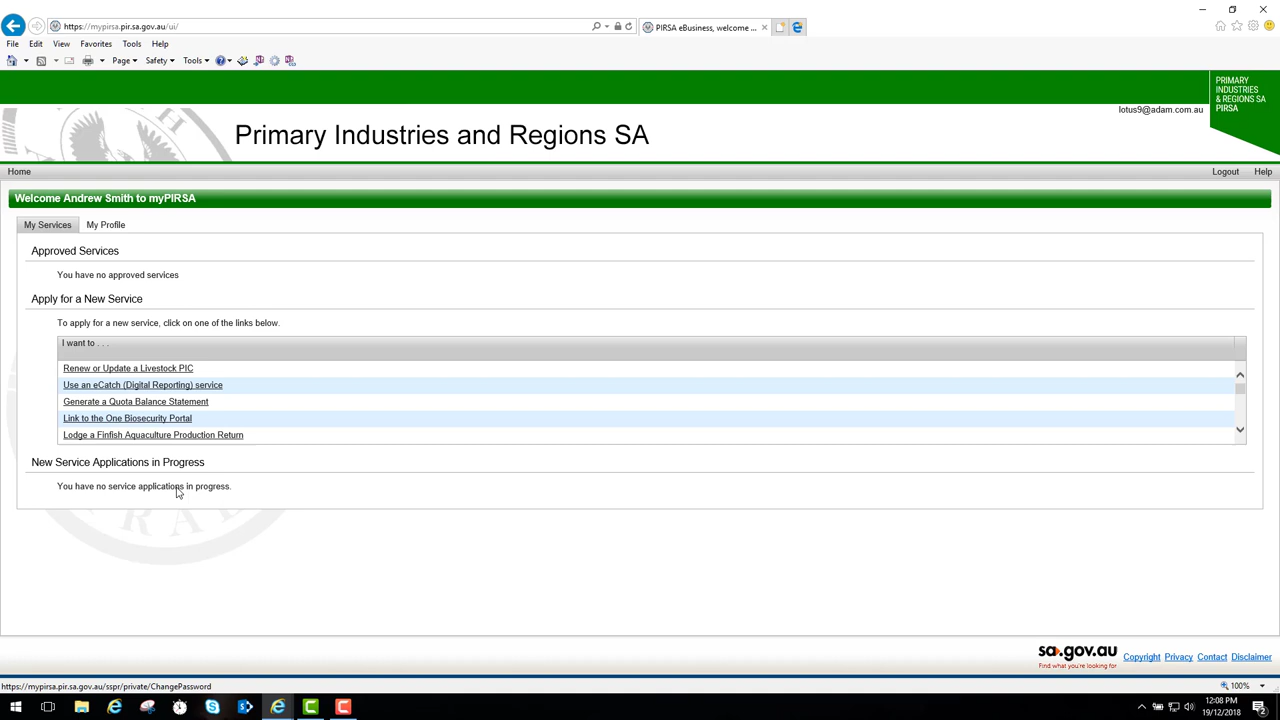 https://mypirsa.pir.sa.gov.au/ui/
PIRSA eBusiness, welcome ...
File Edit View Favorites Tools Help
Page Safety Tools
PRIMARY
INDUSTRIES
& REGIONS SA
PIRSA
lotus9@adam.com.au
Primary Industries and Regions SA
Home Logout Help
Welcome Andrew Smith to myPIRSA
My Services My Profile
Approved Services
You have no approved services
Apply for a New Service
To apply for a new service, click on one of the links below.
I want to . . .
Renew or Update a Livestock PIC
Use an eCatch (Digital Reporting) service
Generate a Quota Balance Statement
Link to the One Biosecurity Portal
Lodge a Finfish Aquaculture Production Return
New Service Applications in Progress
You have no service applications in progress.
sa.gov.au
Find what you're looking for
Copyright Privacy Contact Disclaimer
https://mypirsa.pir.sa.gov.au/sspr/private/ChangePassword
100%
12:08 PM
19/12/2018
2